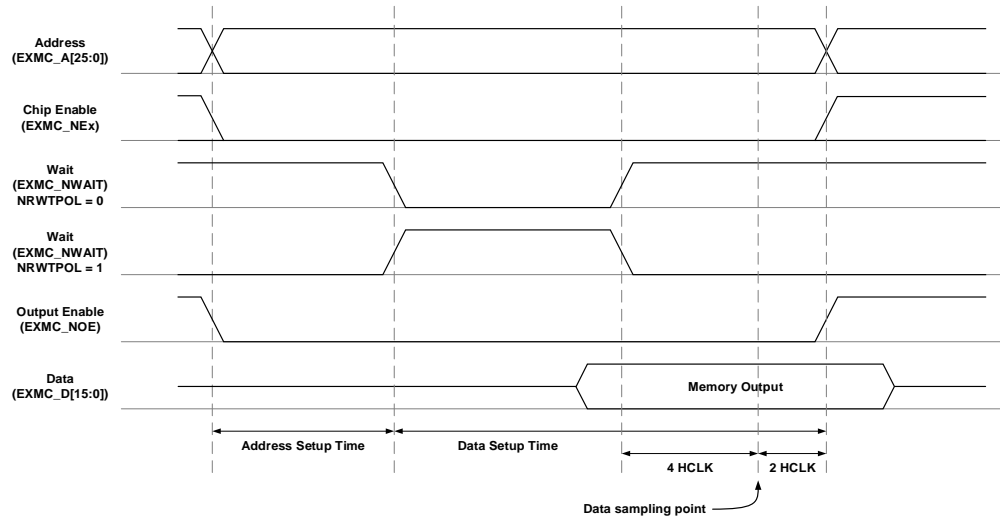 Address
(EXMC_A[25:0])
Chip Enable
(EXMC_NEx)
Wait
(EXMC_NWAIT)
NRWTPOL = 0
Wait
(EXMC_NWAIT)
NRWTPOL = 1
Output Enable
(EXMC_NOE)
Data
(EXMC_D[15:0])
Memory Output
Address Setup Time
Data Setup Time
4 HCLK
2 HCLK
Data sampling point